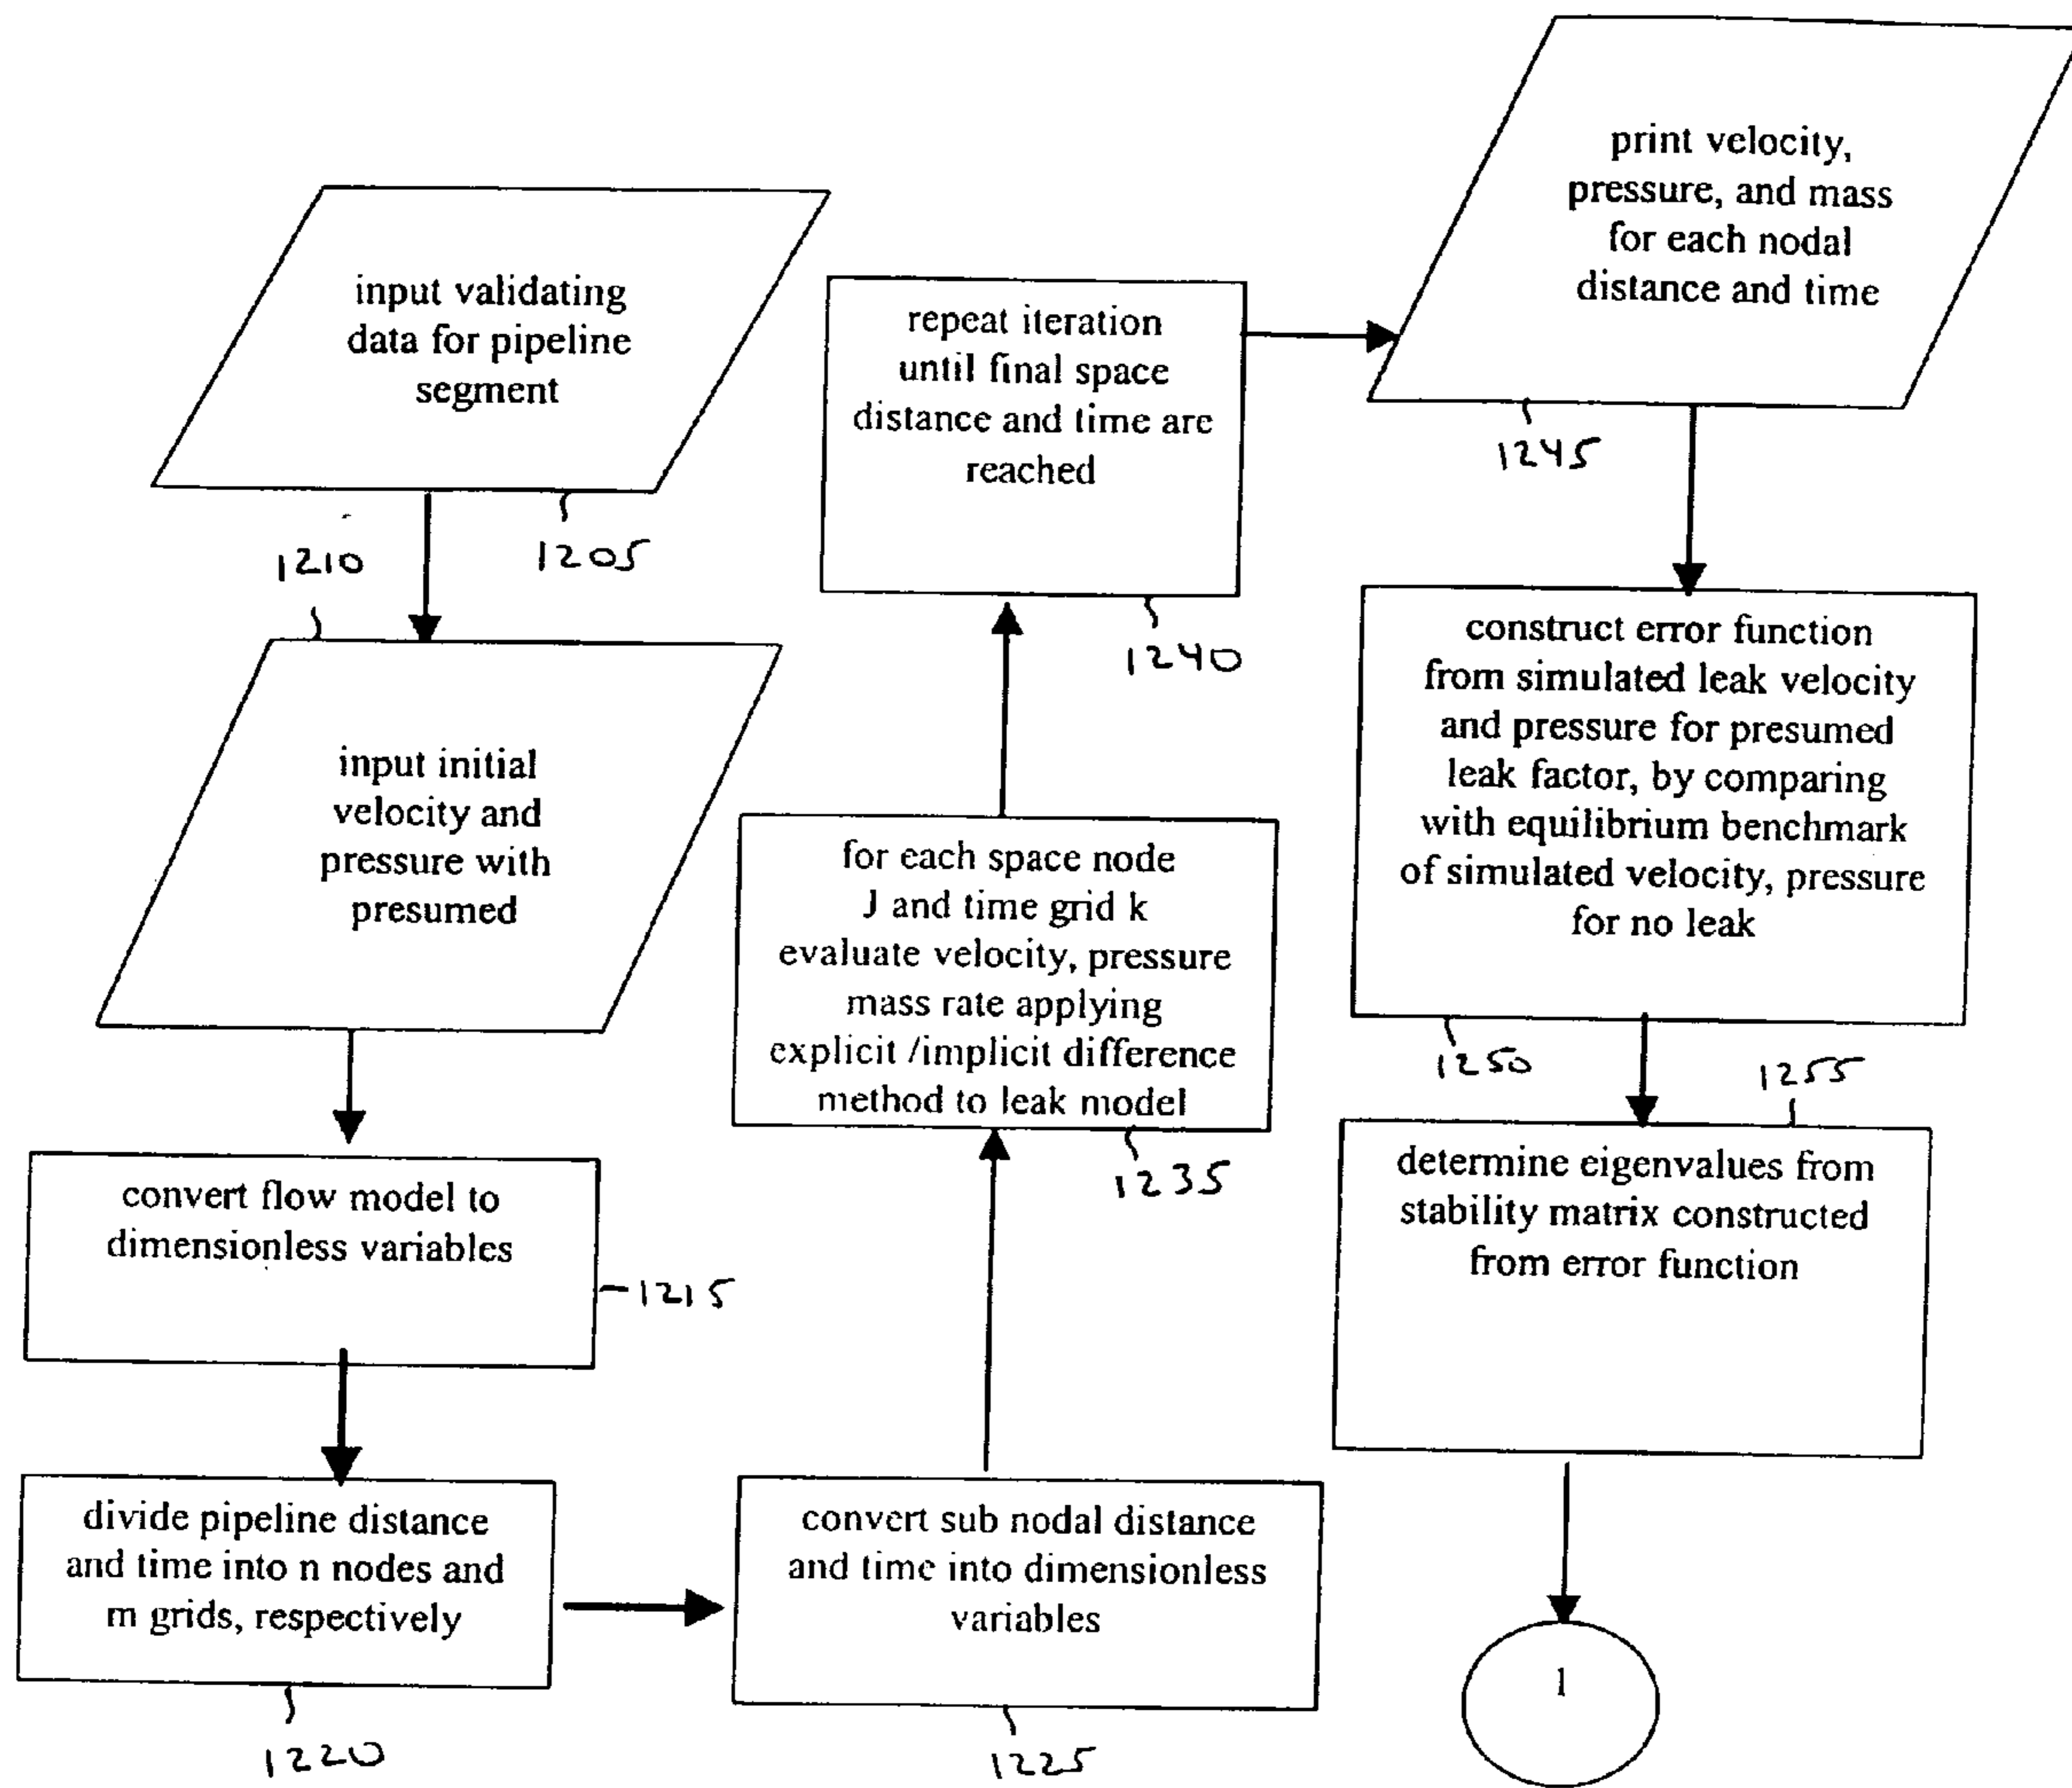 input validating
data for pipeline
segment
1205
1210
input initial
velocity and
pressure with
presumed
convert flow model to
dimensionless variables
1215
divide pipeline distance
and time into n nodes and
m grids, respectively
1220
convert sub nodal distance
and time into dimensionless
variables
1225
for each space node
J and time grid k
evaluate velocity, pressure
mass rate applying
explicit /implicit difference
method to leak model
1235
repeat iteration
until final space
distance and time are
reached
1240
print velocity,
pressure, and mass
for each nodal
distance and time
1245
construct error function
from simulated leak velocity
and pressure for presumed
leak factor, by comparing
with equilibrium benchmark
of simulated velocity, pressure
for no leak
1250
1255
determine eigenvalues from
stability matrix constructed
from error function
1